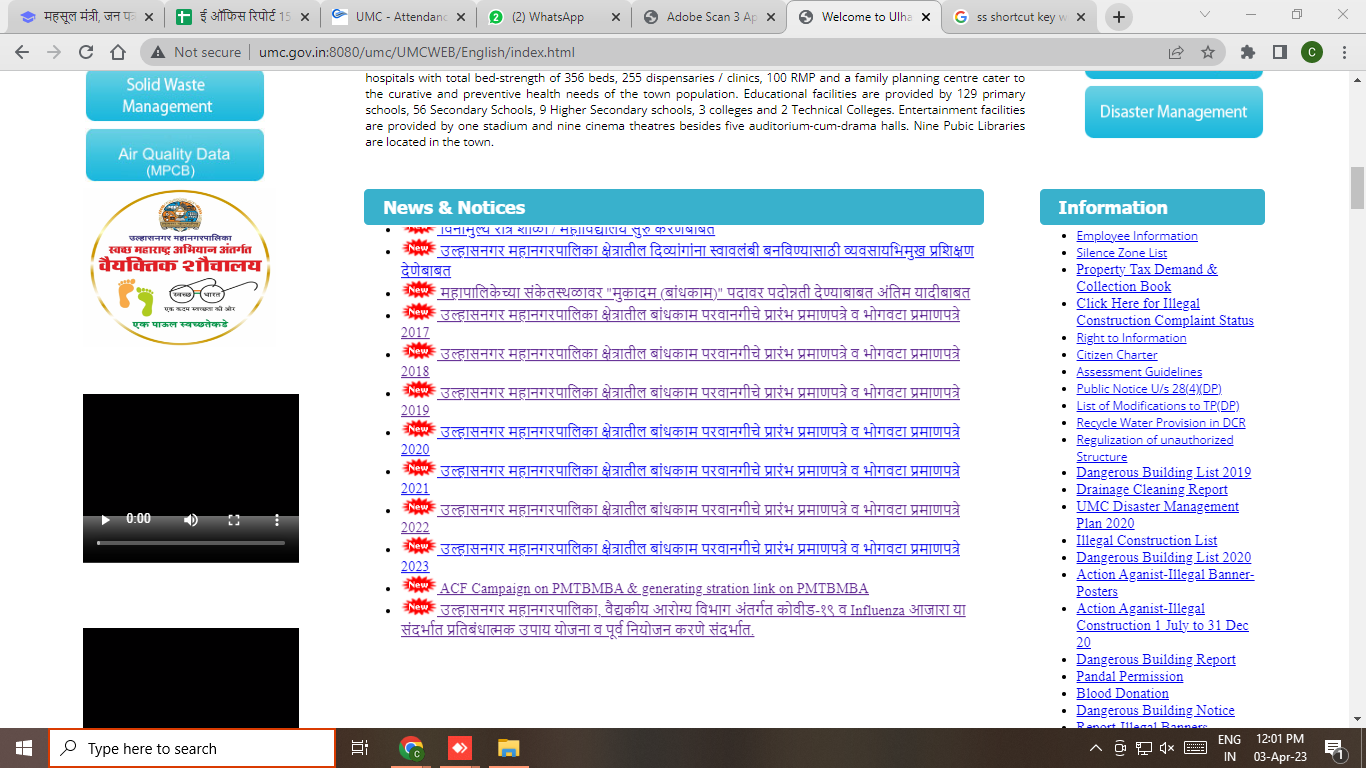 महसूल मंत्री, जन पत्र
ई ऑफिस रिपोर्ट 15
UMC - Attendanc
(2) WhatsApp
Adobe Scan 3 Ap
Welcome to Ulha
ss shortcut key w
Not secure
umc.gov.in:8080/umc/UMCWEB/English/index.html
C
Solid Waste
Management
Air Quality Data
(MPCB)
उल्हासनगर महानगरपालिका
स्वच्छ महाराष्ट्र अभियान अंतर्गत
वैयक्तिक शौचालय
स्वच्छ भारत
एक कदम स्वच्छता की ओर
एक पाऊल स्वच्छतेकडे
0:00
hospitals with total bed-strength of 356 beds, 255 dispensaries / clinics, 100 RMP and a family planning centre cater to
the curative and preventive health needs of the town population. Educational facilities are provided by 129 primary
schools, 56 Secondary Schools, 9 Higher Secondary schools, 3 colleges and 2 Technical Colleges. Entertainment facilities
are provided by one stadium and nine cinema theatres besides five auditorium-cum-drama halls. Nine Pubic Libraries
are located in the town.
News & Notices
New विनामुल्य रात्र शाळा / महाविद्यालय सुरु करणेबाबत
New उल्हासनगर महानगरपालिका क्षेत्रातील दिव्यांगांना स्वावलंबी बनविण्यासाठी व्यवसायभिमुख प्रशिक्षण
देणेबाबत
New महापालिकेच्या संकेतस्थळावर "मुकादम (बांधकाम)" पदावर पदोन्नती देण्याबाबत अंतिम यादीबाबत
New उल्हासनगर महानगरपालिका क्षेत्रातील बांधकाम परवानगीचे प्रारंभ प्रमाणपत्रे व भोगवटा प्रमाणपत्रे
2017
New उल्हासनगर महानगरपालिका क्षेत्रातील बांधकाम परवानगीचे प्रारंभ प्रमाणपत्रे व भोगवटा प्रमाणपत्रे
2018
New उल्हासनगर महानगरपालिका क्षेत्रातील बांधकाम परवानगीचे प्रारंभ प्रमाणपत्रे व भोगवटा प्रमाणपत्रे
2019
New उल्हासनगर महानगरपालिका क्षेत्रातील बांधकाम परवानगीचे प्रारंभ प्रमाणपत्रे व भोगवटा प्रमाणपत्रे
2020
New उल्हासनगर महानगरपालिका क्षेत्रातील बांधकाम परवानगीचे प्रारंभ प्रमाणपत्रे व भोगवटा प्रमाणपत्रे
2021
New उल्हासनगर महानगरपालिका क्षेत्रातील बांधकाम परवानगीचे प्रारंभ प्रमाणपत्रे व भोगवटा प्रमाणपत्रे
2022
New उल्हासनगर महानगरपालिका क्षेत्रातील बांधकाम परवानगीचे प्रारंभ प्रमाणपत्रे व भोगवटा प्रमाणपत्रे
2023
New ACF Campaign on PMTBMBA & generating stration link on PMTBMBA
New उल्हासनगर महानगरपालिका, वैद्यकीय आरोग्य विभाग अंतर्गत कोवीड-१९ व Influenza आजारा या
संदर्भात प्रतिबंधात्मक उपाय योजना व पूर्व नियोजन करणे संदर्भात.
Disaster Management
Information
Employee Information
Silence Zone List
Property Tax Demand &
Collection Book
Click Here for Illegal
Construction Complaint Status
Right to Information
Citizen Charter
Assessment Guidelines
Public Notice U/s 28(4)(DP)
List of Modifications to TP(DP)
Recycle Water Provision in DCR
Regulization of unauthorized
Structure
Dangerous Building List 2019
Drainage Cleaning Report
UMC Disaster Management
Plan 2020
Illegal Construction List
Dangerous Building List 2020
Action Aganist-Illegal Banner-
Posters
Action Aganist-Illegal
Construction 1 July to 31 Dec
20
Dangerous Building Report
Pandal Permission
Blood Donation
Dangerous Building Notice
Report Illegal Banners
Type here to search
C
ENG
IN
12:01 PM
03-Apr-23
1